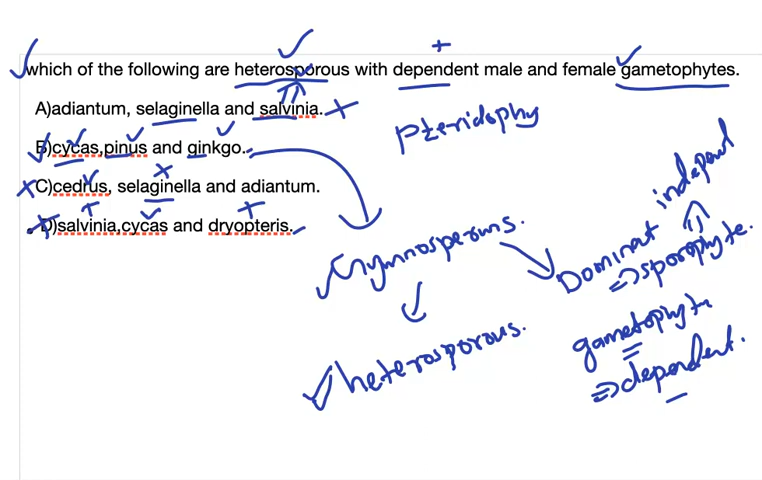 which of the following are heterosporous with dependent male and female gametophytes.
A)adiantum, selaginella and salvinia.
B)cycas,pinus and ginkgo.
C)cedrus, selaginella and adiantum.
D)salvinia,cycas and dryopteris.
Pteridophy
Gymnosperms.
heterosporous.
Dominant
indepent
⇒sporophyte.
gametophyte
⇒dependent.